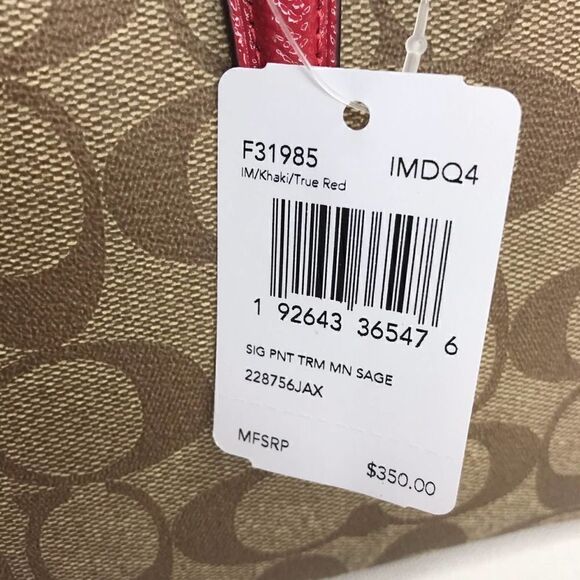 F31985 IMDQ4
IM/Khaki/True Red
1 92643 36547 6
SIG PNT TRM MN SAGE
228756JAX
MFSRP $350.00